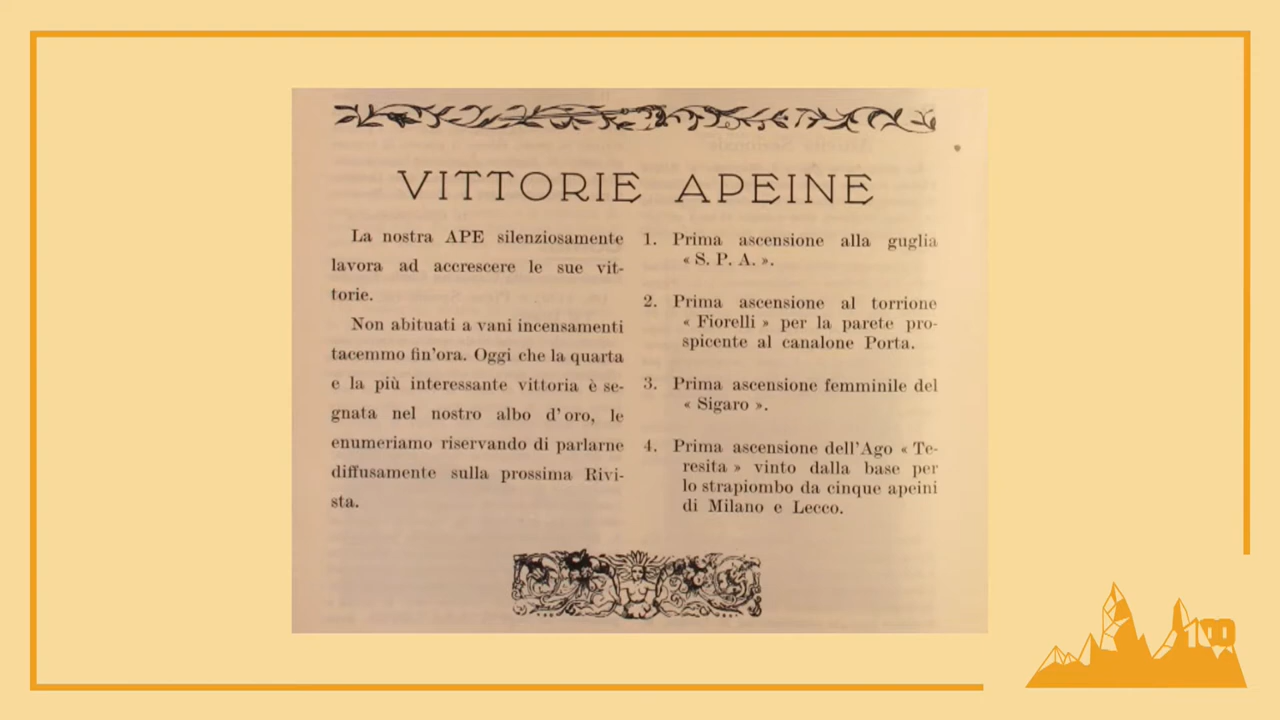 VITTORIE APEINE
La nostra APE silenziosamente
lavora ad accrescere le sue vit-
torie.
Non abituati a vani incensamenti
tacemmo fin'ora. Oggi che la quarta
e la più interessante vittoria è se-
gnata nel nostro albo d'oro, le
enumeriamo riservando di parlarne
diffusamente sulla prossima Rivi-
sta.
1. Prima ascensione alla guglia
« S. P. A. ».
2. Prima ascensione al torrione
« Fiorelli » per la parete pro-
spicente al canalone Porta.
3. Prima ascensione femminile del
« Sigaro ».
4. Prima ascensione dell'Ago « Te-
resita » vinto dalla base per
lo strapiombo da cinque apeini
di Milano e Lecco.
100